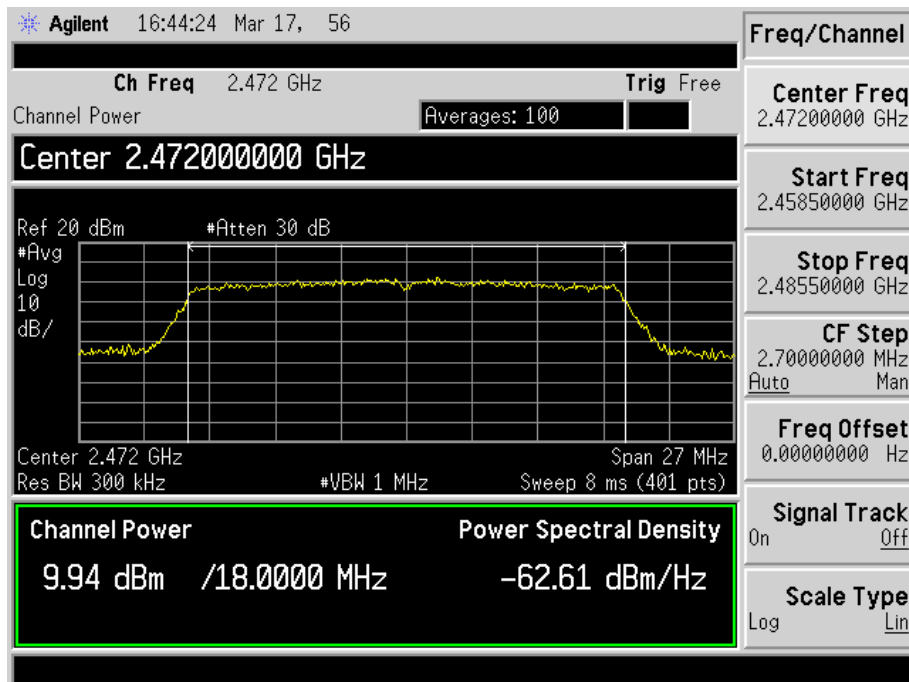 Agilent 16:44:24 Mar 17, 56
Freq/Channel
Ch Freq 2.472 GHz Trig Free
Channel Power Averages: 100
Center 2.472000000 GHz
Ref 20 dBm #Atten 30 dB
#Avg
Log
10
dB/
Center 2.472 GHz Span 27 MHz
Res BW 300 kHz #VBW 1 MHz Sweep 8 ms (401 pts)
Channel Power Power Spectral Density
9.94 dBm /18.0000 MHz -62.61 dBm/Hz
Center Freq
2.47200000 GHz
Start Freq
2.45850000 GHz
Stop Freq
2.48550000 GHz
CF Step
2.70000000 MHz
Auto Man
Freq Offset
0.00000000 Hz
Signal Track
On Off
Scale Type
Log Lin